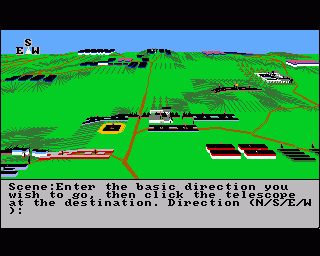 S
E W
Scene:Enter the basic direction you
wish to go, then click the telescope
at the destination. Direction (N/S/E/W
):